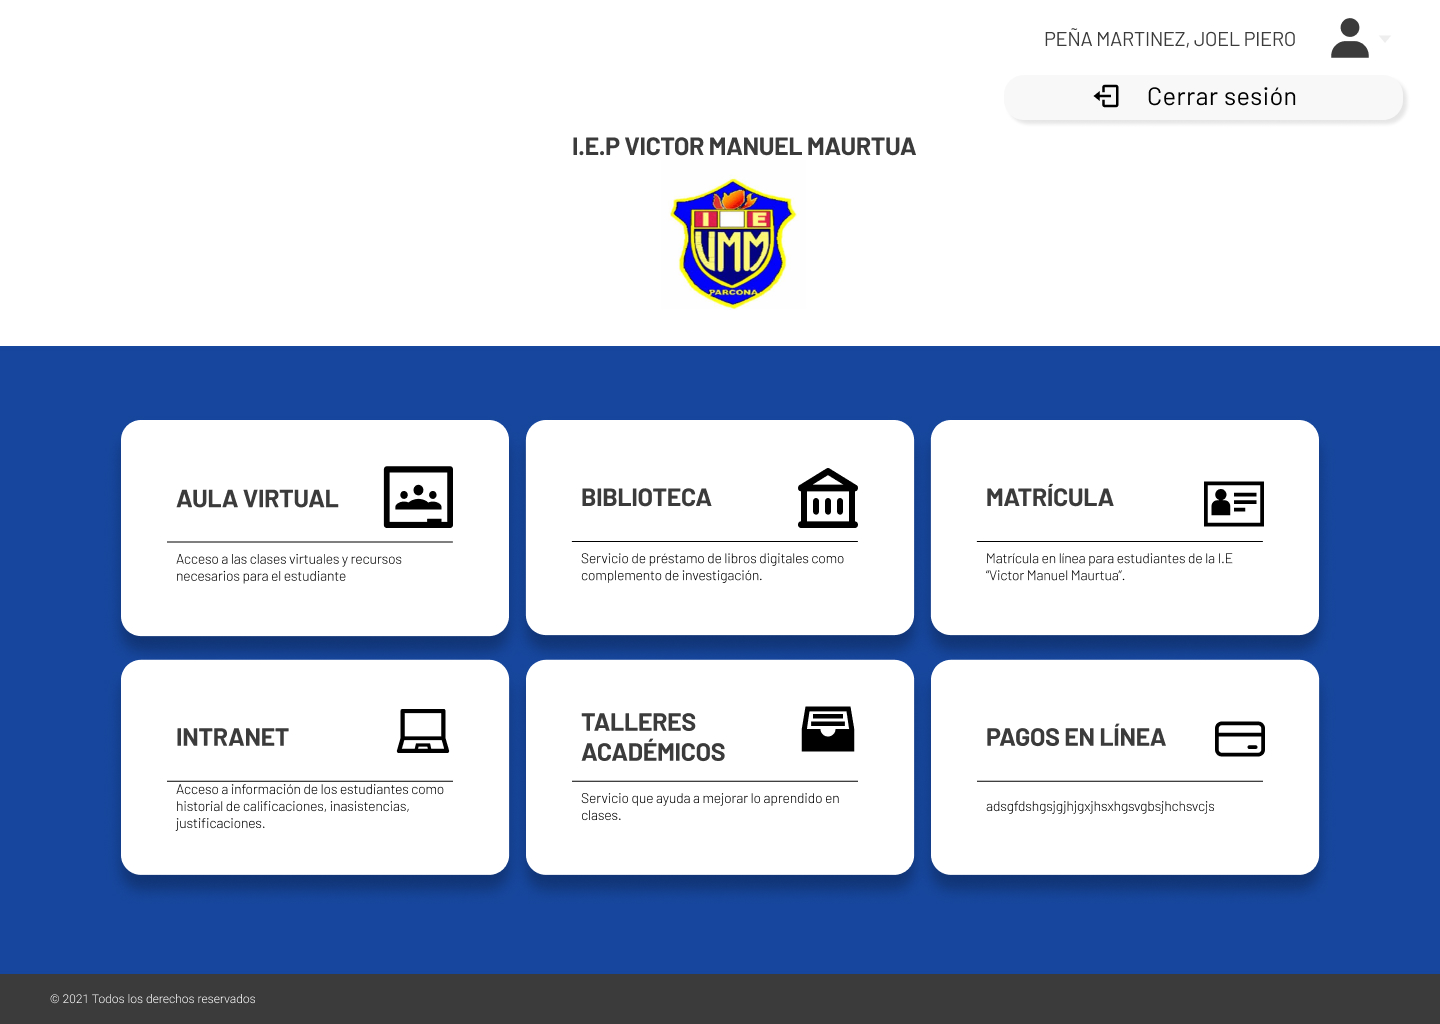 PEÑA MARTINEZ, JOEL PIERO
Cerrar sesión
I.E.P VICTOR MANUEL MAURTUA
I E
VMM
PARCONA
AULA VIRTUAL
Acceso a las clases virtuales y recursos
necesarios para el estudiante
BIBLIOTECA
Servicio de préstamo de libros digitales como
complemento de investigación.
MATRÍCULA
Matrícula en línea para estudiantes de la I.E
“Victor Manuel Maurtua”.
INTRANET
Acceso a información de los estudiantes como
historial de calificaciones, inasistencias,
justificaciones.
TALLERES
ACADÉMICOS
Servicio que ayuda a mejorar lo aprendido en
clases.
PAGOS EN LÍNEA
adsgfdshgsjgjhjgxjhsxhgsvgbsjhchsvcjs
© 2021 Todos los derechos reservados